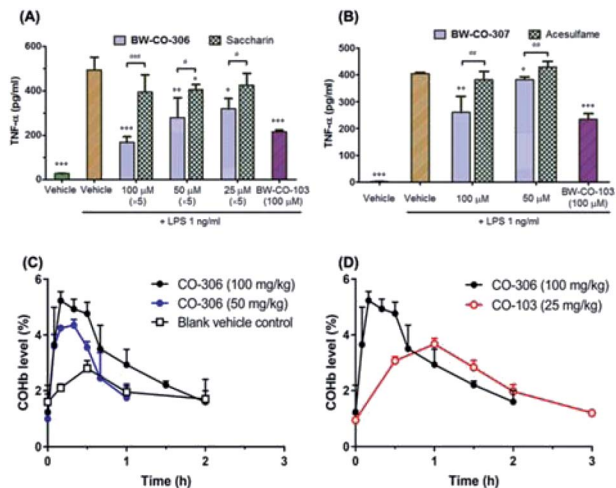 (A)
BW-CO-306
Saccharin
TNF-α
(pg/ml)
600
400
200
0
###
#
#
***
**
*
*
***
***
Vehicle
Vehicle
100 μM
(×5)
50 μM
(×5)
25 μM
(×5)
BW-CO-103
(100 μM)
+ LPS 1 ng/ml
(B)
BW-CO-307
Acesulfame
TNF-α
(pg/ml)
500
400
300
200
100
0
##
##
***
**
*
***
Vehicle
Vehicle
100 μM
50 μM
BW-CO-103
(100 μM)
+ LPS 1 ng/ml
(C)
CO-306 (100 mg/kg)
CO-306 (50 mg/kg)
Blank vehicle control
COHb level (%)
6
4
2
0
0
1
2
3
Time (h)
(D)
CO-306 (100 mg/kg)
CO-103 (25 mg/kg)
COHb level (%)
6
4
2
0
0
1
2
3
Time (h)